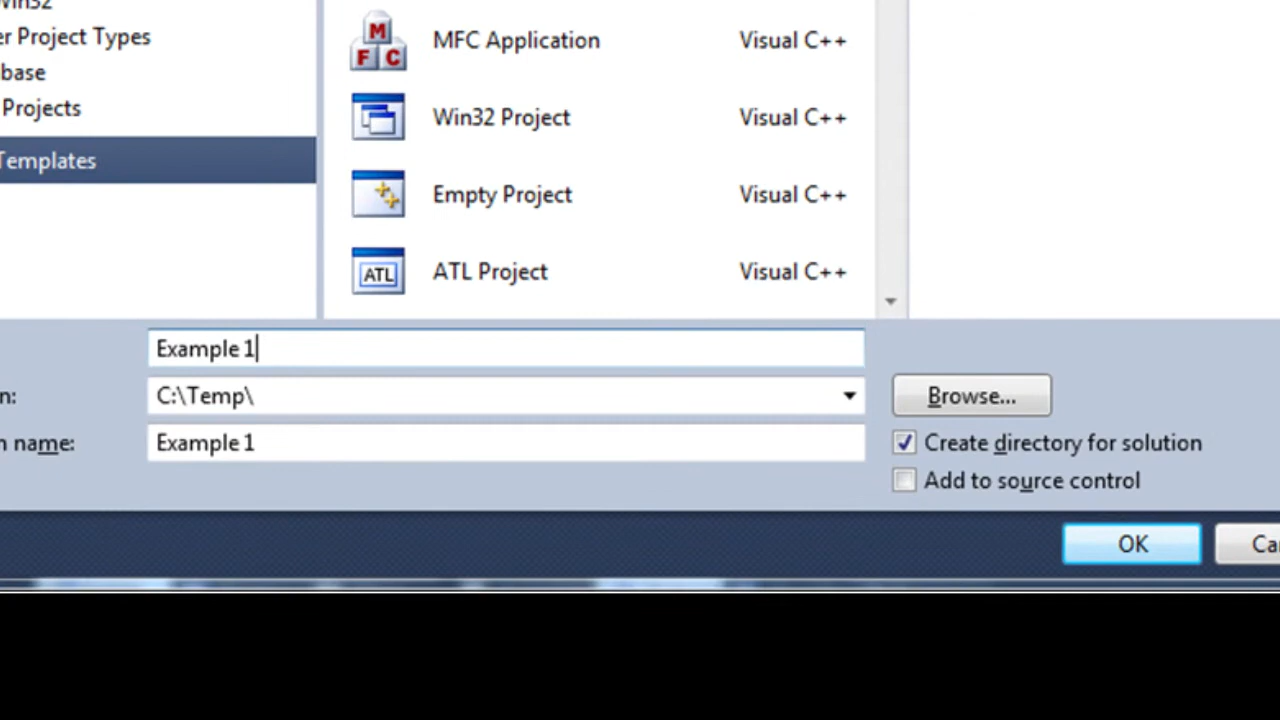 Win32
er Project Types
base
Projects
Templates
MFC Application Visual C++
Win32 Project Visual C++
Empty Project Visual C++
ATL ATL Project Visual C++
Example 1
n: C:\Temp\ Browse...
n name: Example 1 Create directory for solution
Add to source control
OK Ca